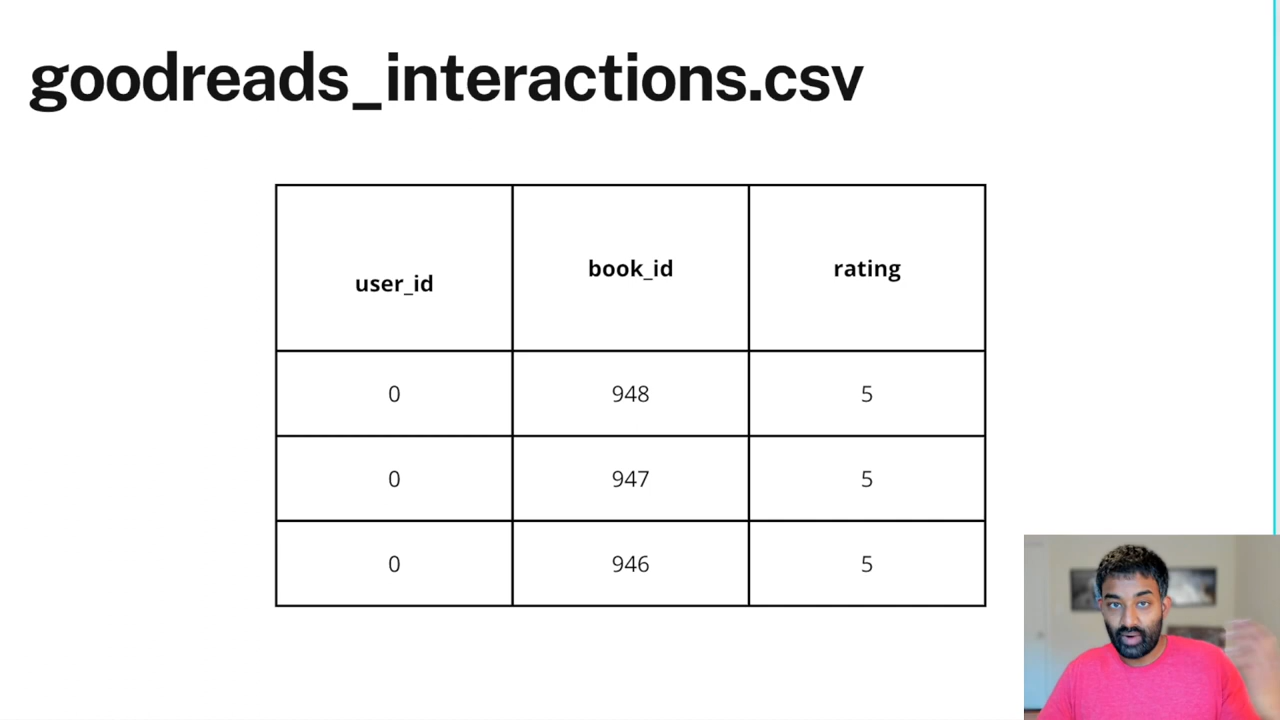 goodreads_interactions.csv
user_id book_id rating
0 948 5
0 947 5
0 946 5